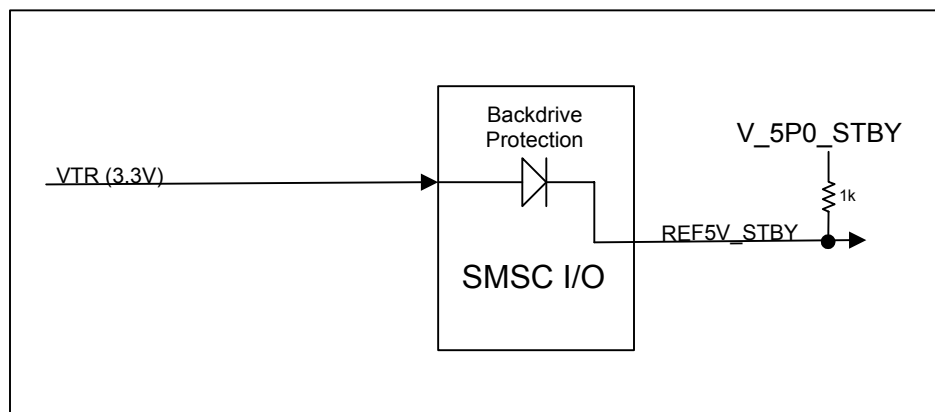 Backdrive
Protection
V_5P0_STBY
VTR (3.3V)
1k
REF5V_STBY
SMSC I/O